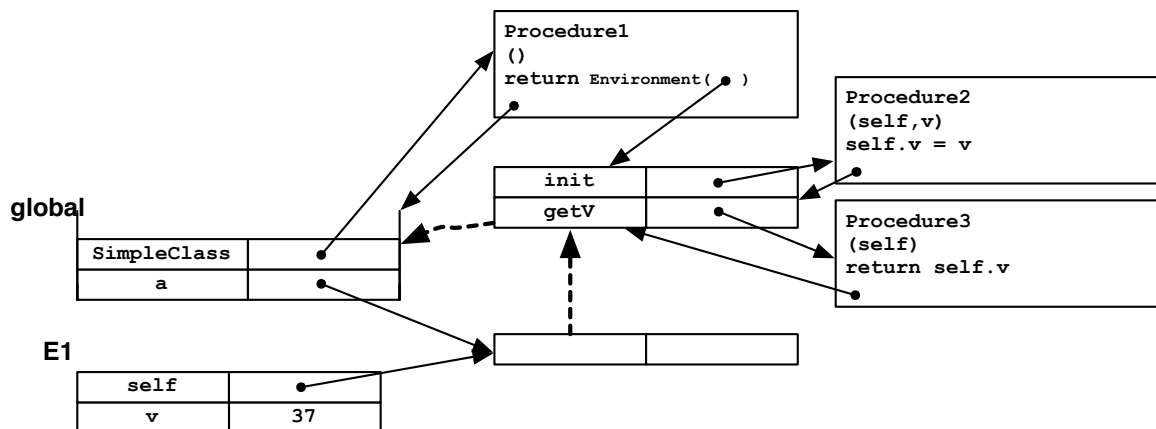 Procedure1
()
return Environment( )
Procedure2
(self,v)
self.v = v
init
getV
global
Procedure3
(self)
return self.v
SimpleClass
a
E1
self
v 37